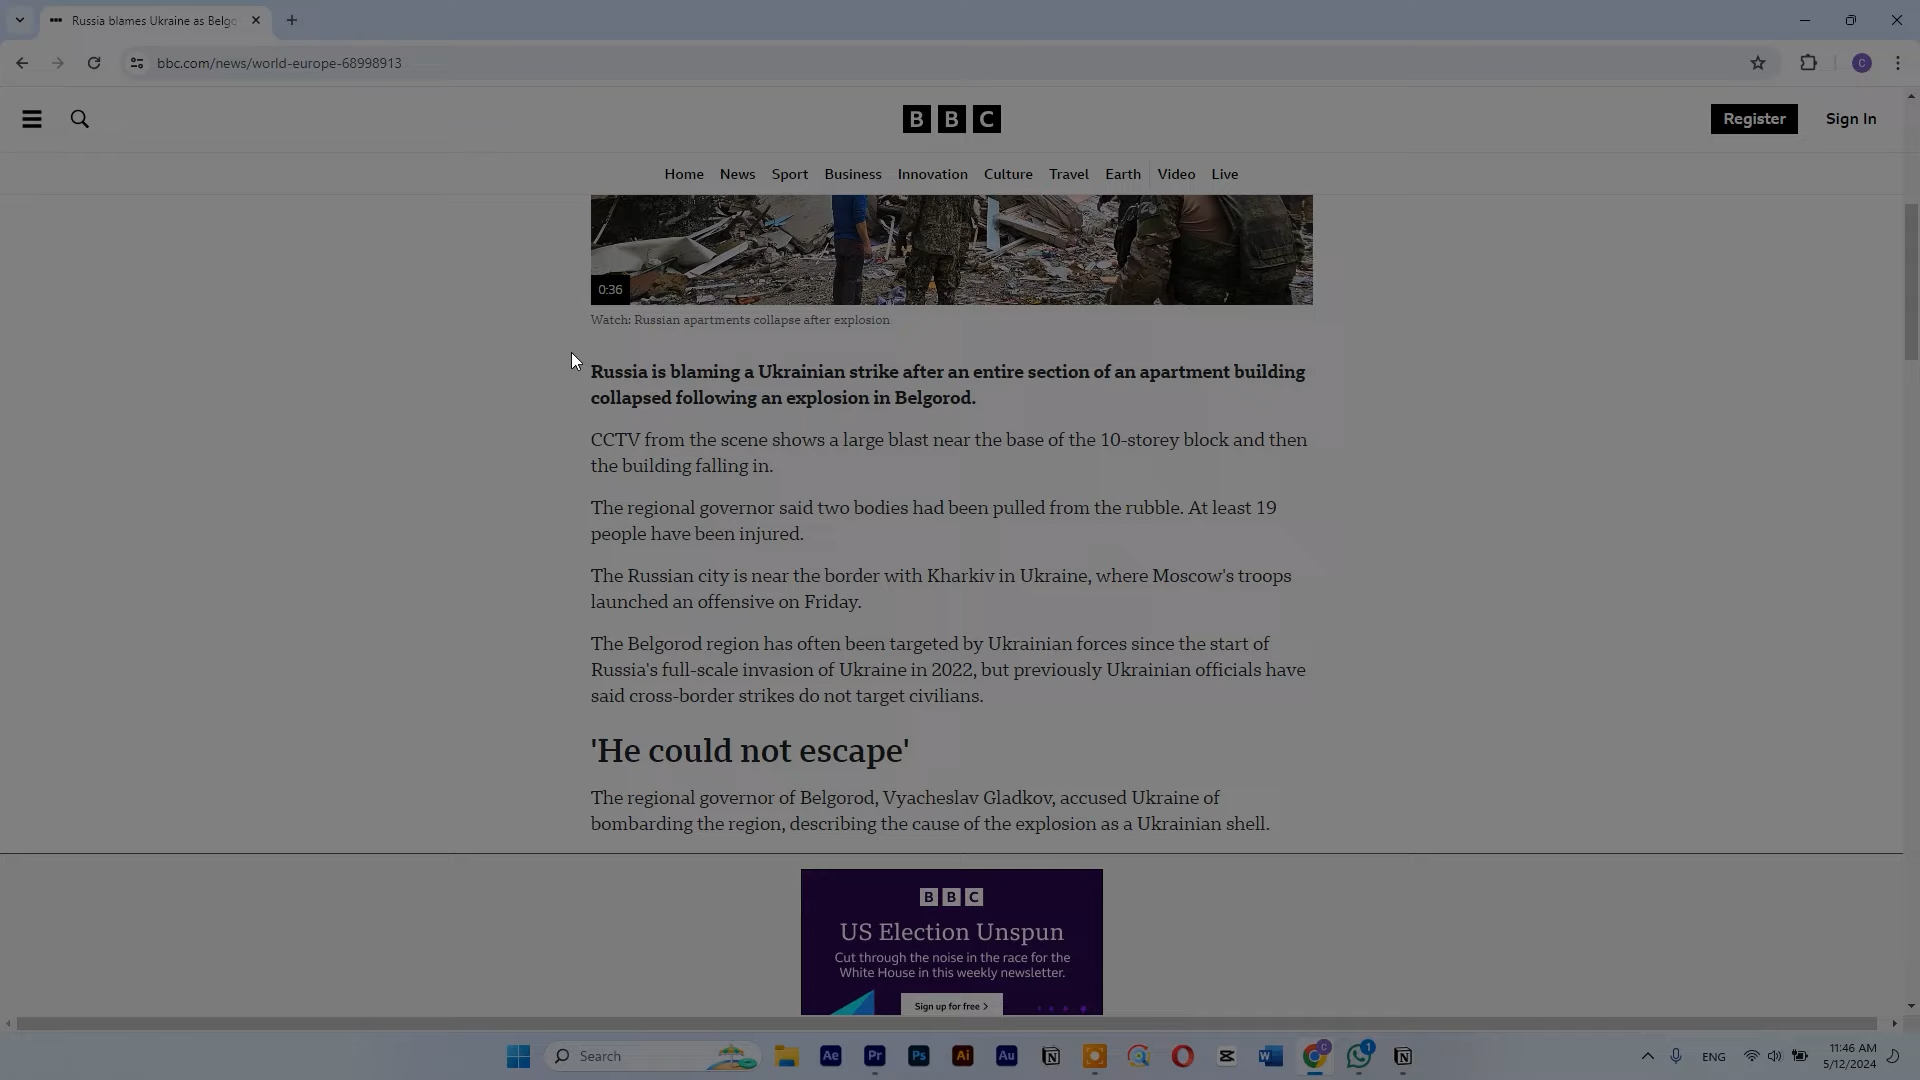 Russia blames Ukraine as Belgo
bbc.com/news/world-europe-68998913
C
BBC
Register
Sign In
Home News Sport Business Innovation Culture Travel Earth Video Live
0:36
Watch: Russian apartments collapse after explosion
Russia is blaming a Ukrainian strike after an entire section of an apartment building
collapsed following an explosion in Belgorod.
CCTV from the scene shows a large blast near the base of the 10-storey block and then
the building falling in.
The regional governor said two bodies had been pulled from the rubble. At least 19
people have been injured.
The Russian city is near the border with Kharkiv in Ukraine, where Moscow's troops
launched an offensive on Friday.
The Belgorod region has often been targeted by Ukrainian forces since the start of
Russia's full-scale invasion of Ukraine in 2022, but previously Ukrainian officials have
said cross-border strikes do not target civilians.
'He could not escape'
The regional governor of Belgorod, Vyacheslav Gladkov, accused Ukraine of
bombarding the region, describing the cause of the explosion as a Ukrainian shell.
BBC
US Election Unspun
Cut through the noise in the race for the
White House in this weekly newsletter.
Sign up for free >
Search
Ae Pr Ps Ai Au
C
1
ENG
11:46 AM
5/12/2024